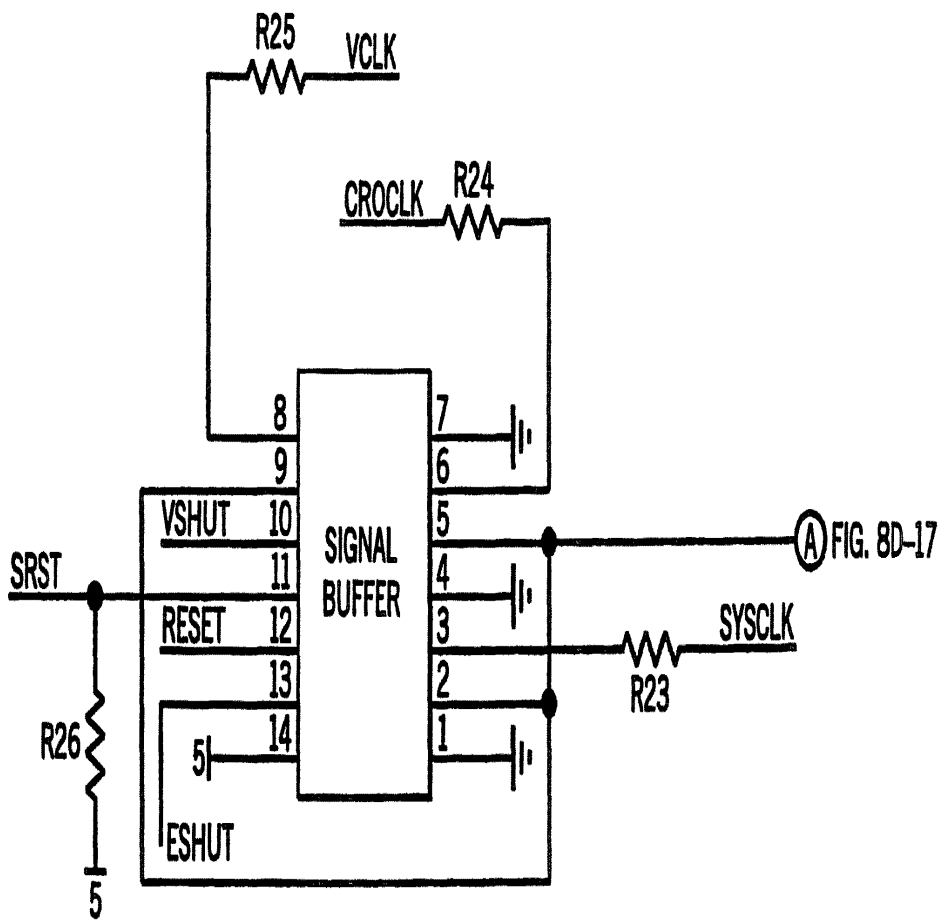 R25
VCLK
R24
CROCLK
8
7
9
6
VSHUT 10
5
SIGNAL
BUFFER
A FIG. 8D-17
SRST
11
4
RESET 12
3
SYSCLK
R23
13
2
R26
14
1
5
ESHUT
5